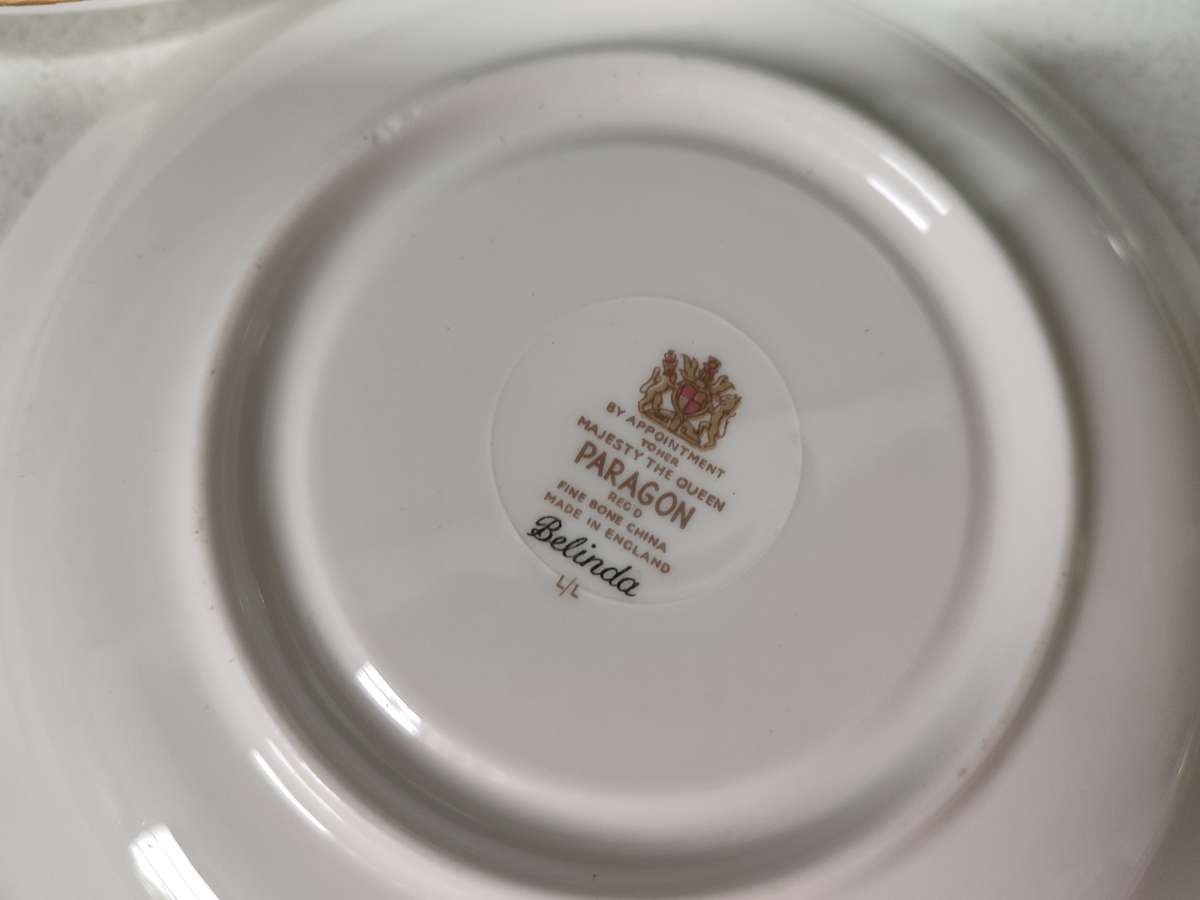 BY APPOINTMENT
TO HER
MAJESTY THE QUEEN
PARAGON
REG'D
FINE BONE CHINA
MADE IN ENGLAND
Belinda
L/L